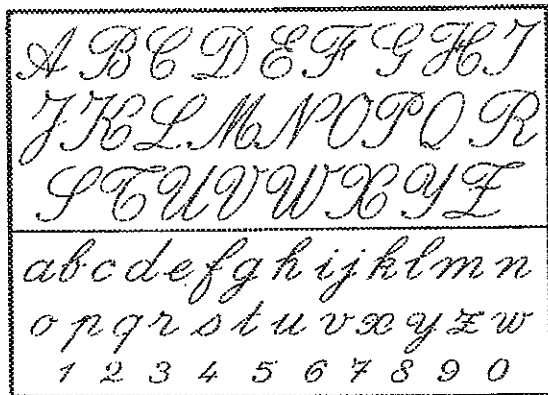 A B C D E F G H I
J K L M N O P Q R
S T U V W X Y Z
a b c d e f g h i j k l m n
o p q r s t u v x y z w
1 2 3 4 5 6 7 8 9 0